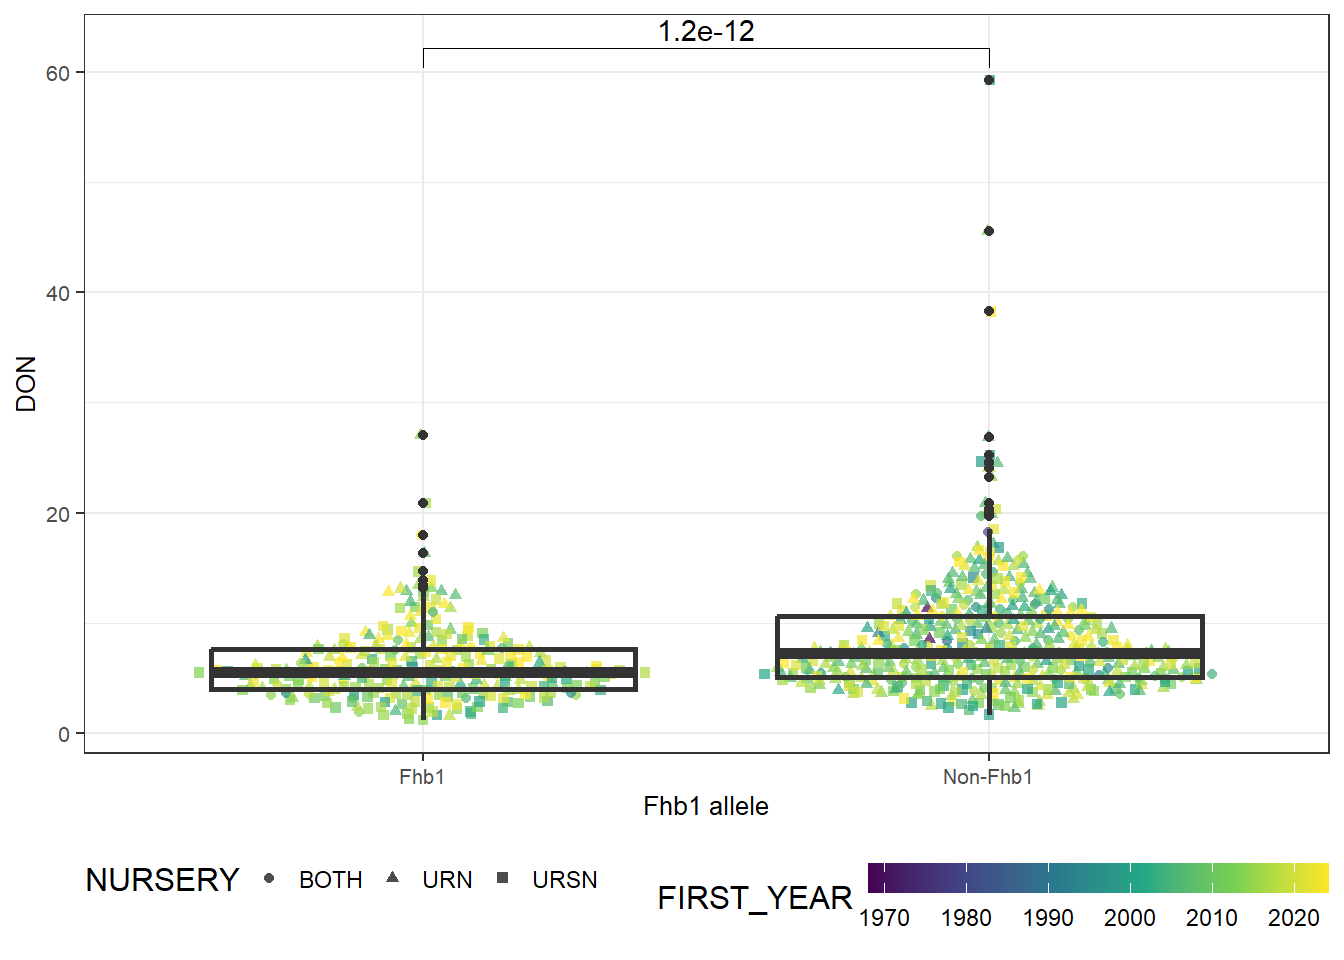 1.2e-12
60
40
20
0
DON
Fhb1
Non-Fhb1
Fhb1 allele
NURSERY BOTH URN URSN
FIRST_YEAR
1970 1980 1990 2000 2010 2020